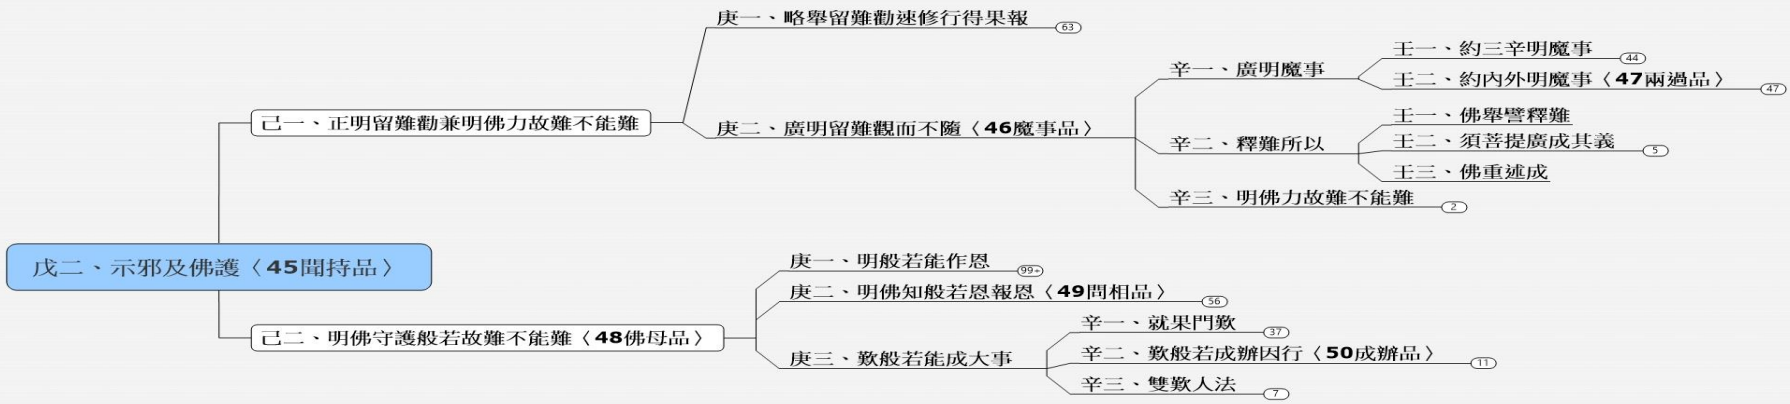 戊二、示邪及佛護〈45聞持品〉
己一、正明留難勸兼明佛力故難不能難
庚一、略舉留難勸速修行得果報
63
庚二、廣明留難觀而不隨〈46魔事品〉
辛一、廣明魔事
壬一、約三辛明魔事
44
壬二、約內外明魔事〈47兩過品〉
47
辛二、釋難所以
壬一、佛舉譬釋難
壬二、須菩提廣成其義
5
壬三、佛重述成
辛三、明佛力故難不能難
2
己二、明佛守護般若故難不能難〈48佛母品〉
庚一、明般若能作恩
99+
庚二、明佛知般若恩報恩〈49問相品〉
56
庚三、歎般若能成大事
辛一、就果門歎
37
辛二、歎般若成辦因行〈50成辦品〉
11
辛三、雙歎人法
7